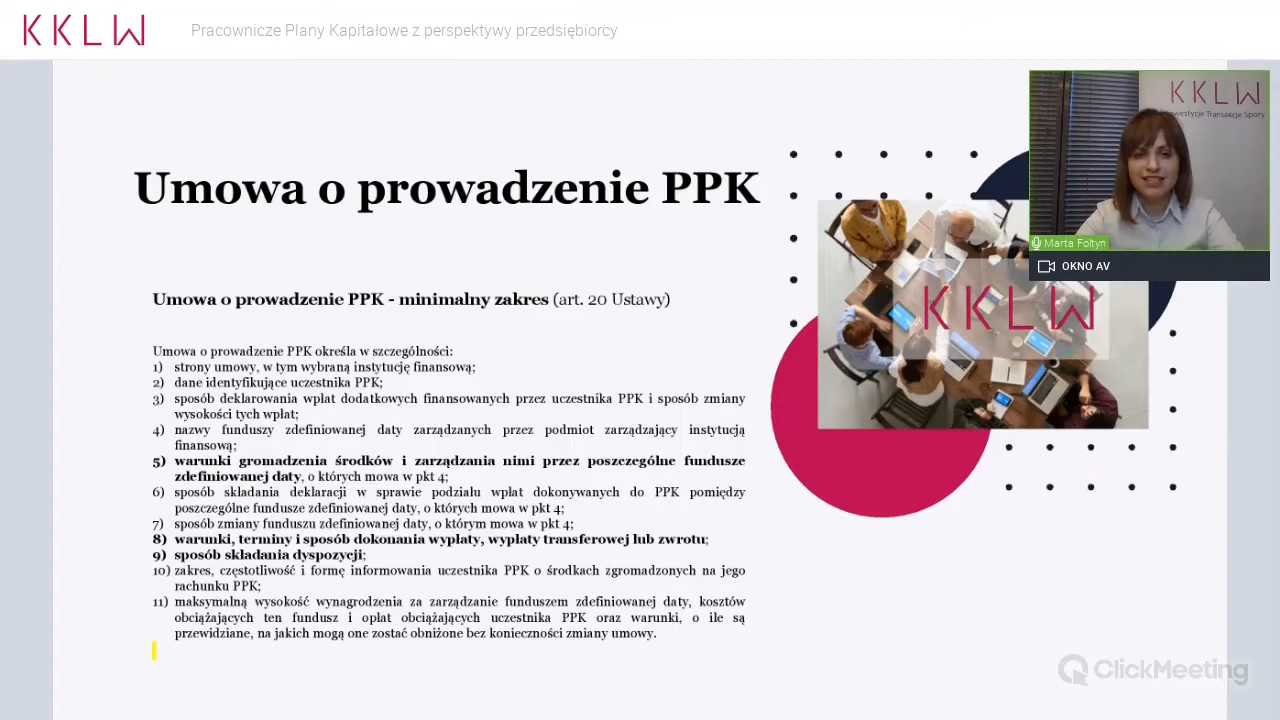 KKLW
Pracownicze Plany Kapitałowe z perspektywy przedsiębiorcy
KKLW
Inwestycje Transakcje Spory
Marta Foltyn
OKNO AV
Umowa o prowadzenie PPK
KKLW
Umowa o prowadzenie PPK - minimalny zakres (art. 20 Ustawy)
Umowa o prowadzenie PPK określa w szczególności:
1) strony umowy, w tym wybraną instytucję finansową;
2) dane identyfikujące uczestnika PPK;
3) sposób deklarowania wpłat dodatkowych finansowanych przez uczestnika PPK i sposób zmiany
wysokości tych wpłat;
4) nazwy funduszy zdefiniowanej daty zarządzanych przez podmiot zarządzający instytucją
finansową;
5) warunki gromadzenia środków i zarządzania nimi przez poszczególne fundusze
zdefiniowanej daty, o których mowa w pkt 4;
6) sposób składania deklaracji w sprawie podziału wpłat dokonywanych do PPK pomiędzy
poszczególne fundusze zdefiniowanej daty, o których mowa w pkt 4;
7) sposób zmiany funduszu zdefiniowanej daty, o którym mowa w pkt 4;
8) warunki, terminy i sposób dokonania wypłaty, wypłaty transferowej lub zwrotu;
9) sposób składania dyspozycji;
10) zakres, częstotliwość i formę informowania uczestnika PPK o środkach zgromadzonych na jego
rachunku PPK;
11) maksymalną wysokość wynagrodzenia za zarządzanie funduszem zdefiniowanej daty, kosztów
obciążających ten fundusz i opłat obciążających uczestnika PPK oraz warunki, o ile są
przewidziane, na jakich mogą one zostać obniżone bez konieczności zmiany umowy.
ClickMeeting